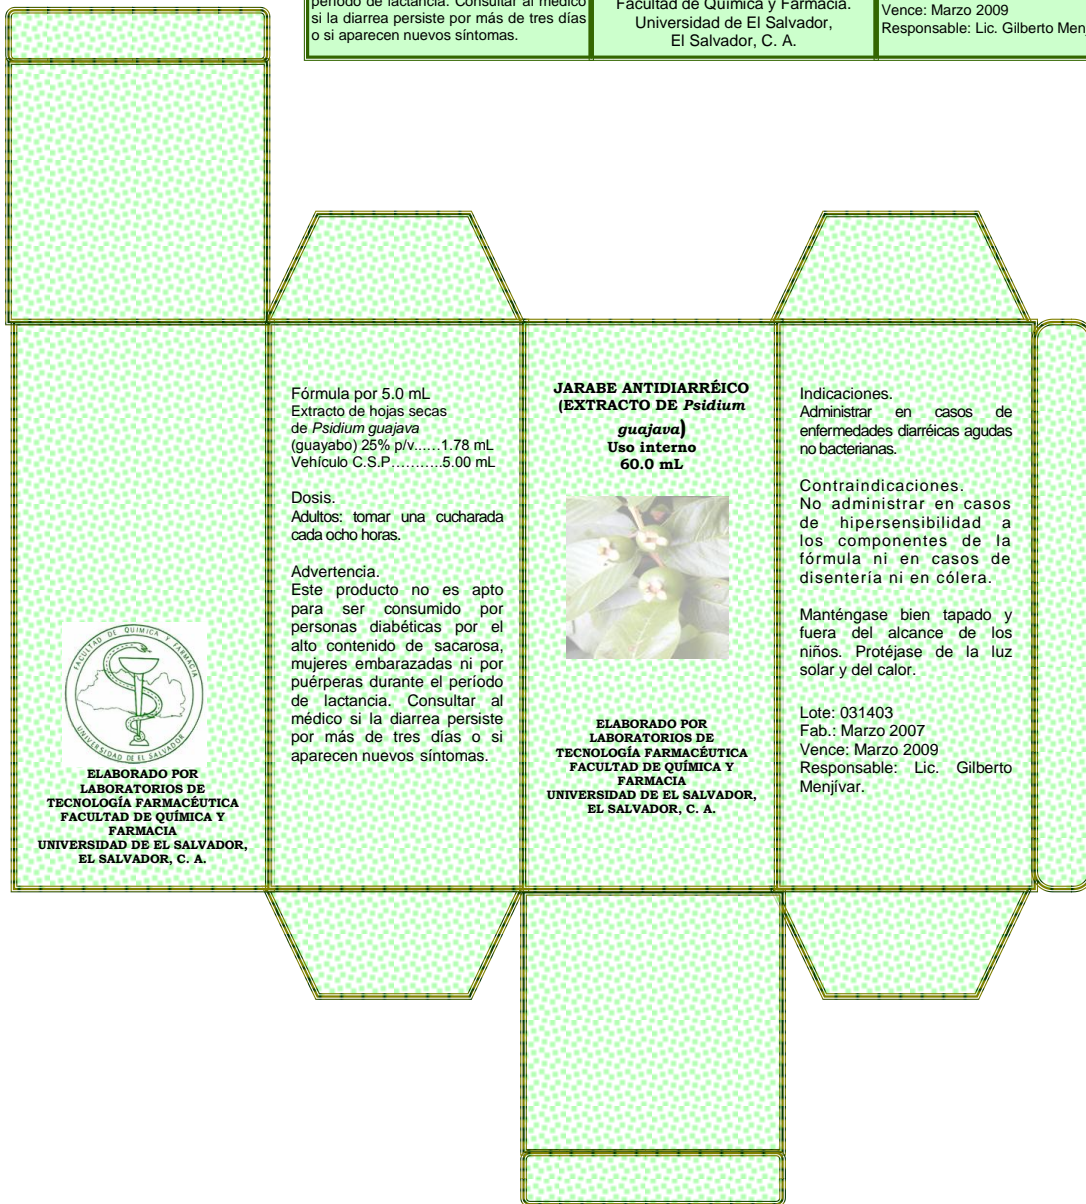 período de lactancia. Consultar al médico
si la diarrea persiste por más de tres días
o si aparecen nuevos síntomas.
Facultad de Química y Farmacia.
Universidad de El Salvador,
El Salvador, C. A.
Vence: Marzo 2009
Responsable: Lic. Gilberto Menj
FACULTAD DE QUIMICA Y FARMACIA
UNIVERSIDAD DE EL SALVADOR
ELABORADO POR
LABORATORIOS DE
TECNOLOGÍA FARMACÉUTICA
FACULTAD DE QUÍMICA Y
FARMACIA
UNIVERSIDAD DE EL SALVADOR,
EL SALVADOR, C. A.
Fórmula por 5.0 mL
Extracto de hojas secas
de Psidium guajava
(guayabo) 25% p/v...…1.78 mL
Vehículo C.S.P………..5.00 mL
Dosis.
Adultos: tomar una cucharada
cada ocho horas.
Advertencia.
Este producto no es apto
para ser consumido por
personas diabéticas por el
alto contenido de sacarosa,
mujeres embarazadas ni por
puérperas durante el período
de lactancia. Consultar al
médico si la diarrea persiste
por más de tres días o si
aparecen nuevos síntomas.
JARABE ANTIDIARRÉICO
(EXTRACTO DE Psidium
guajava)
Uso interno
60.0 mL
ELABORADO POR
LABORATORIOS DE
TECNOLOGÍA FARMACÉUTICA
FACULTAD DE QUÍMICA Y
FARMACIA
UNIVERSIDAD DE EL SALVADOR,
EL SALVADOR, C. A.
Indicaciones.
Administrar en casos de
enfermedades diarréicas agudas
no bacterianas.
Contraindicaciones.
No administrar en casos
de hipersensibilidad a
los componentes de la
fórmula ni en casos de
disentería ni en cólera.
Manténgase bien tapado y
fuera del alcance de los
niños. Protéjase de la luz
solar y del calor.
Lote: 031403
Fab.: Marzo 2007
Vence: Marzo 2009
Responsable: Lic. Gilberto
Menjívar.